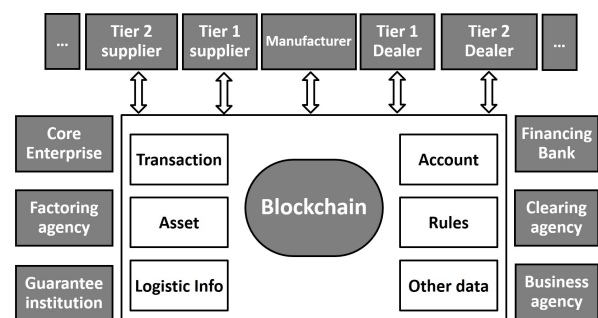 ...
Tier 2
supplier
Tier 1
supplier
Manufacturer
Tier 1
Dealer
Tier 2
Dealer
...
Core
Enterprise
Factoring
agency
Guarantee
institution
Transaction
Asset
Logistic Info
Blockchain
Account
Rules
Other data
Financing
Bank
Clearing
agency
Business
agency